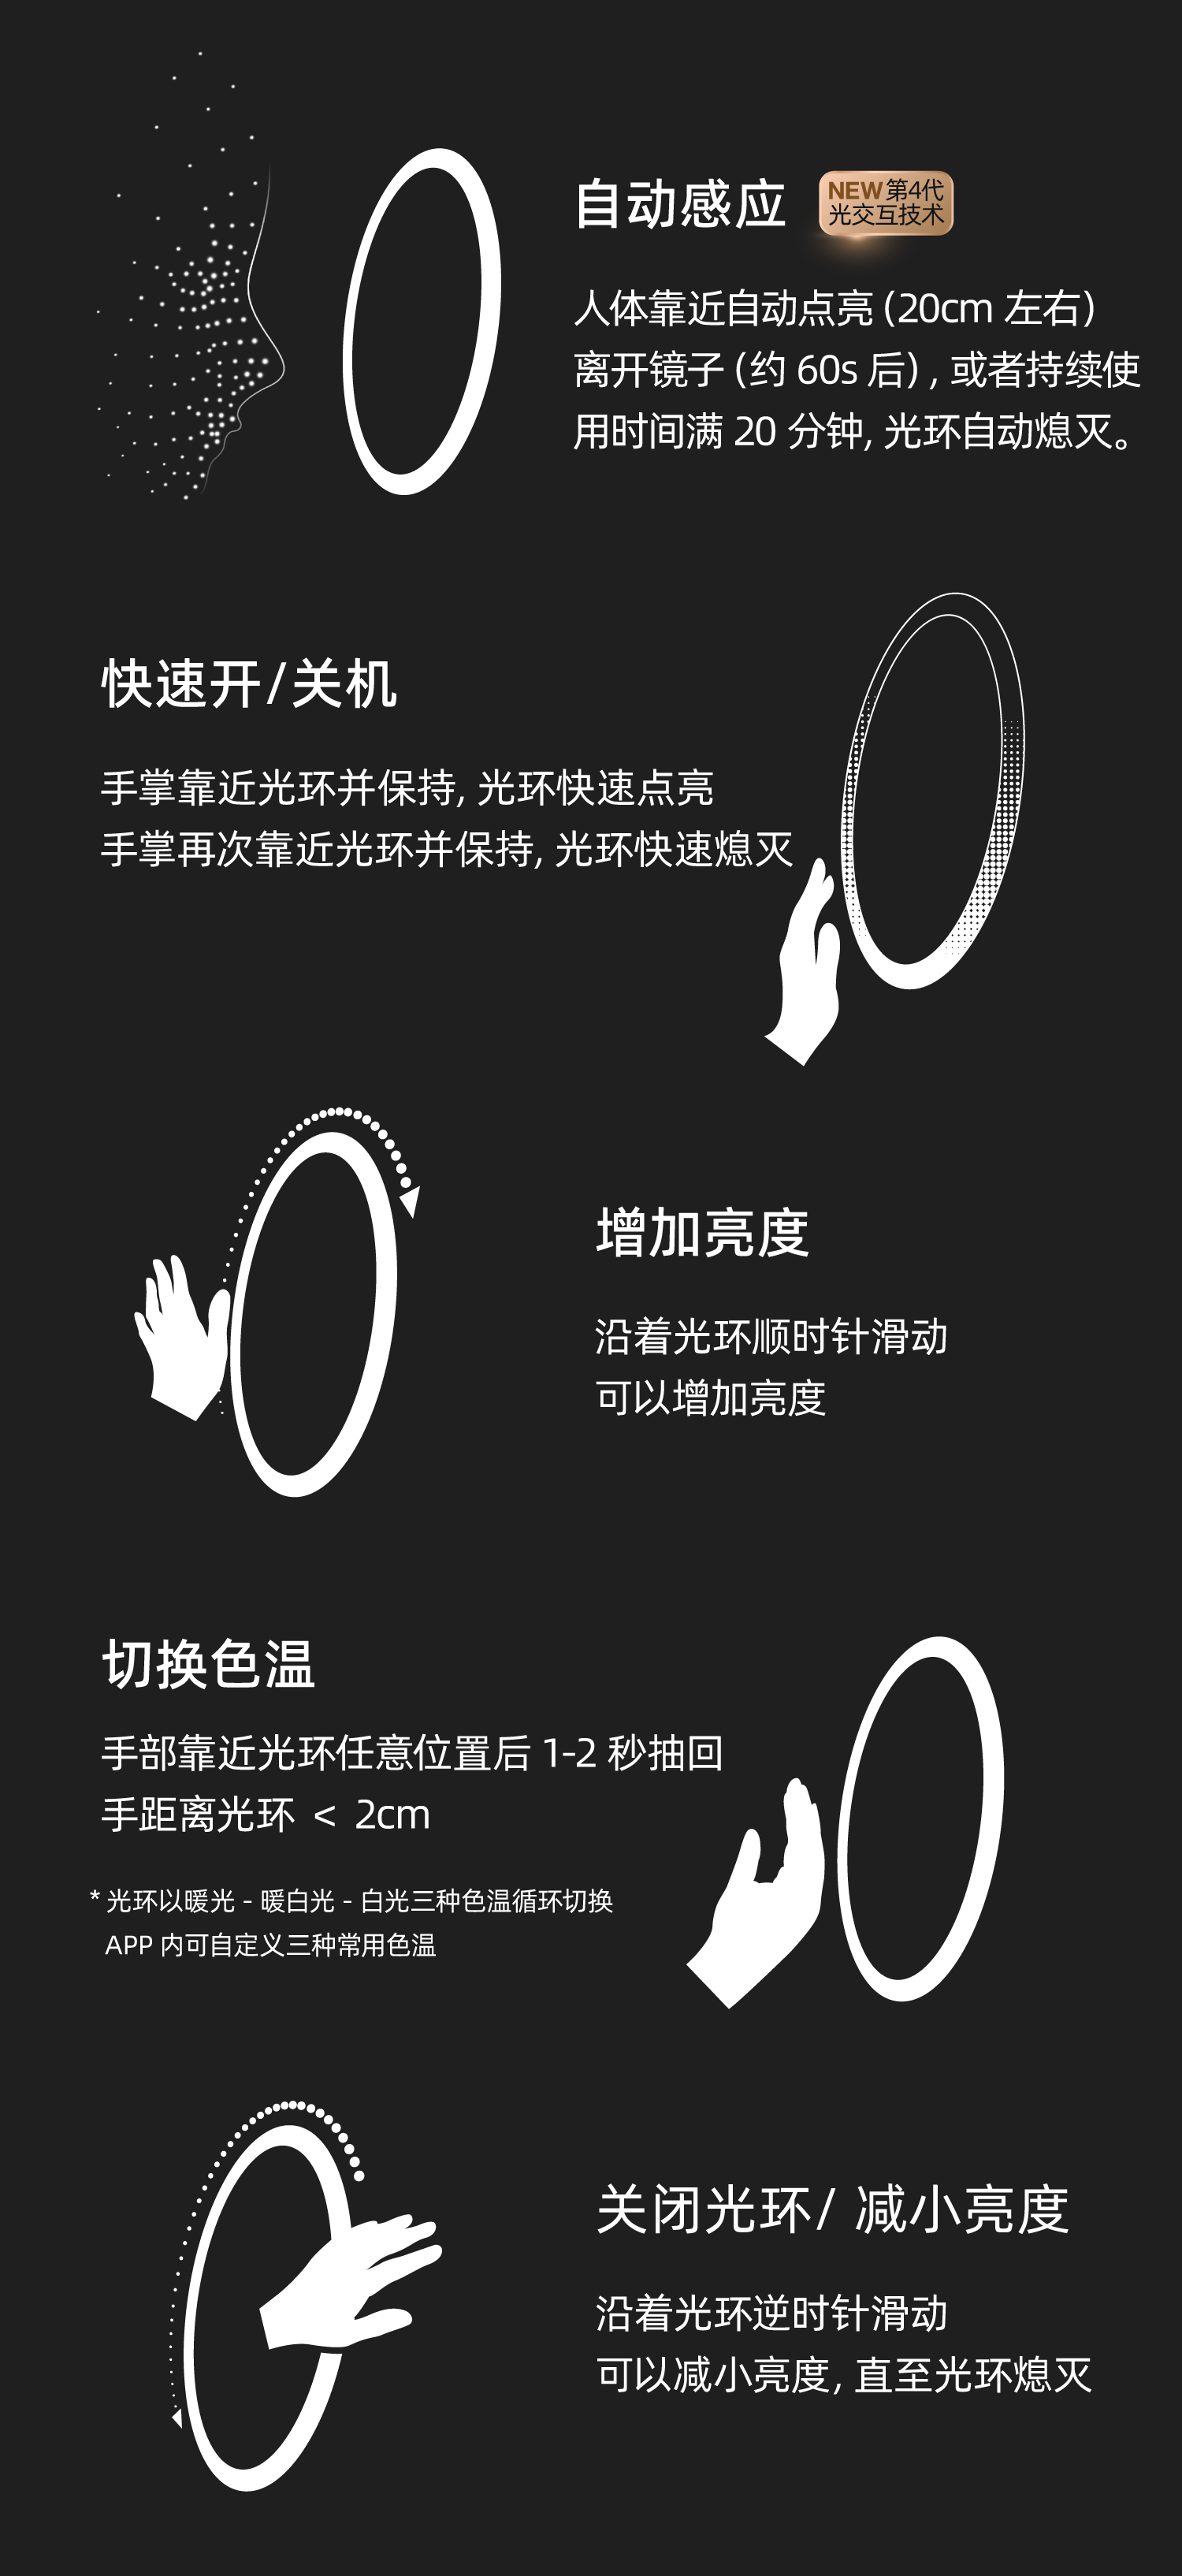 自动感应
NEW 第4代
光交互技术
人体靠近自动点亮 (20cm 左右)
离开镜子 (约 60s 后) , 或者持续使
用时间满 20 分钟, 光环自动熄灭。
快速开/关机
手掌靠近光环并保持, 光环快速点亮
手掌再次靠近光环并保持, 光环快速熄灭
增加亮度
沿着光环顺时针滑动
可以增加亮度
切换色温
手部靠近光环任意位置后 1-2 秒抽回
手距离光环 < 2cm
* 光环以暖光 - 暖白光 - 白光三种色温循环切换
APP 内可自定义三种常用色温
关闭光环/ 减小亮度
沿着光环逆时针滑动
可以减小亮度, 直至光环熄灭